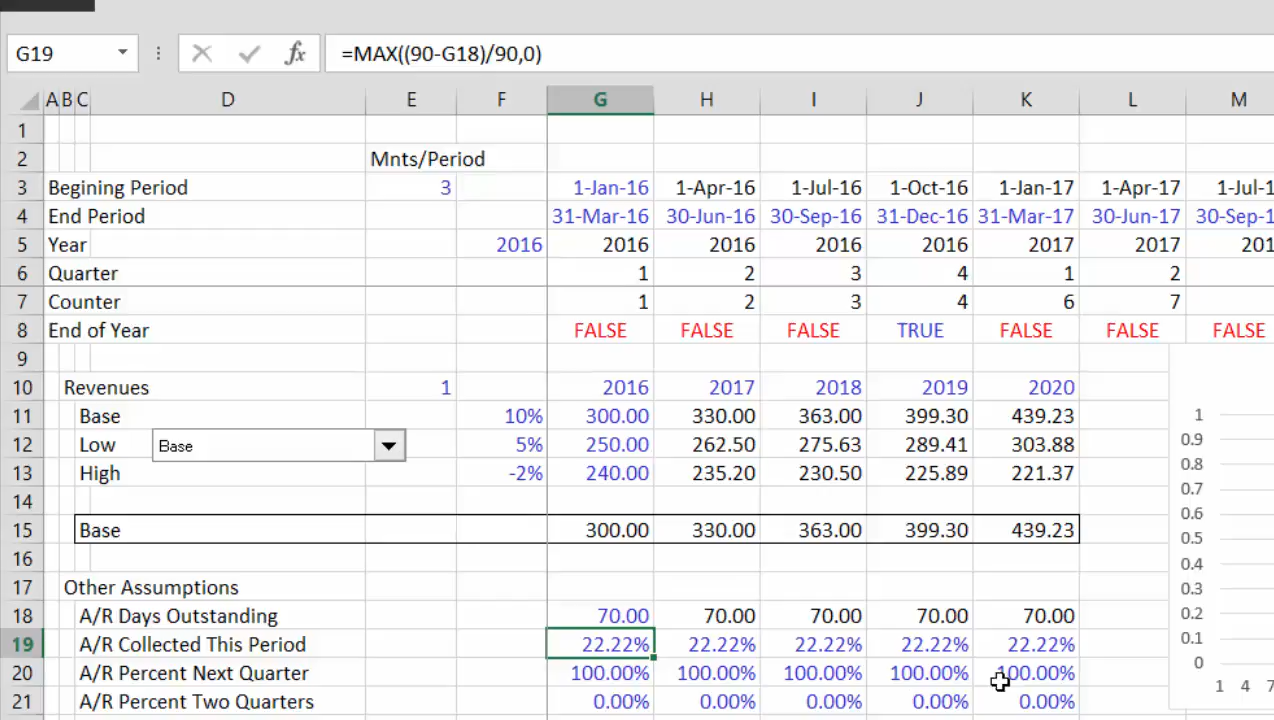 G19 fx =MAX((90-G18)/90,0)
A B C D E F G H I J K L M
1
2 Mnts/Period
3 Begining Period 3 1-Jan-16 1-Apr-16 1-Jul-16 1-Oct-16 1-Jan-17 1-Apr-17 1-Jul-1
4 End Period 31-Mar-16 30-Jun-16 30-Sep-16 31-Dec-16 31-Mar-17 30-Jun-17 30-Sep-1
5 Year 2016 2016 2016 2016 2016 2017 2017 201
6 Quarter 1 2 3 4 1 2
7 Counter 1 2 3 4 6 7
8 End of Year FALSE FALSE FALSE TRUE FALSE FALSE FALSE
9
10 Revenues 1 2016 2017 2018 2019 2020
11 Base 10% 300.00 330.00 363.00 399.30 439.23 1
12 Low Base 5% 250.00 262.50 275.63 289.41 303.88 0.9
0.8
13 High -2% 240.00 235.20 230.50 225.89 221.37
0.7
14
0.6
15 Base 300.00 330.00 363.00 399.30 439.23
0.5
16 0.4
17 Other Assumptions 0.3
18 A/R Days Outstanding 70.00 70.00 70.00 70.00 70.00 0.2
19 A/R Collected This Period 22.22% 22.22% 22.22% 22.22% 22.22% 0.1
0
20 A/R Percent Next Quarter 100.00% 100.00% 100.00% 100.00% 100.00%
1 4 7
21 A/R Percent Two Quarters 0.00% 0.00% 0.00% 0.00% 0.00%